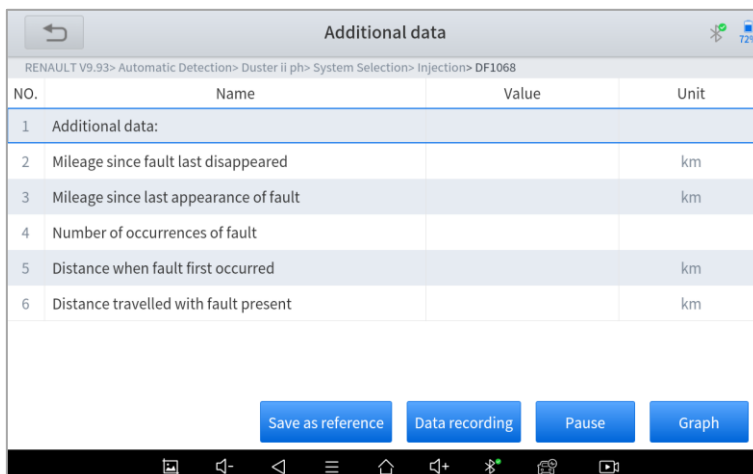 Additional data
72%
RENAULT V9.93> Automatic Detection> Duster ii ph> System Selection> Injection> DF1068
NO. Name Value Unit
1 Additional data:
2 Mileage since fault last disappeared km
3 Mileage since last appearance of fault km
4 Number of occurrences of fault
5 Distance when fault first occurred km
6 Distance travelled with fault present km
Save as reference Data recording Pause Graph